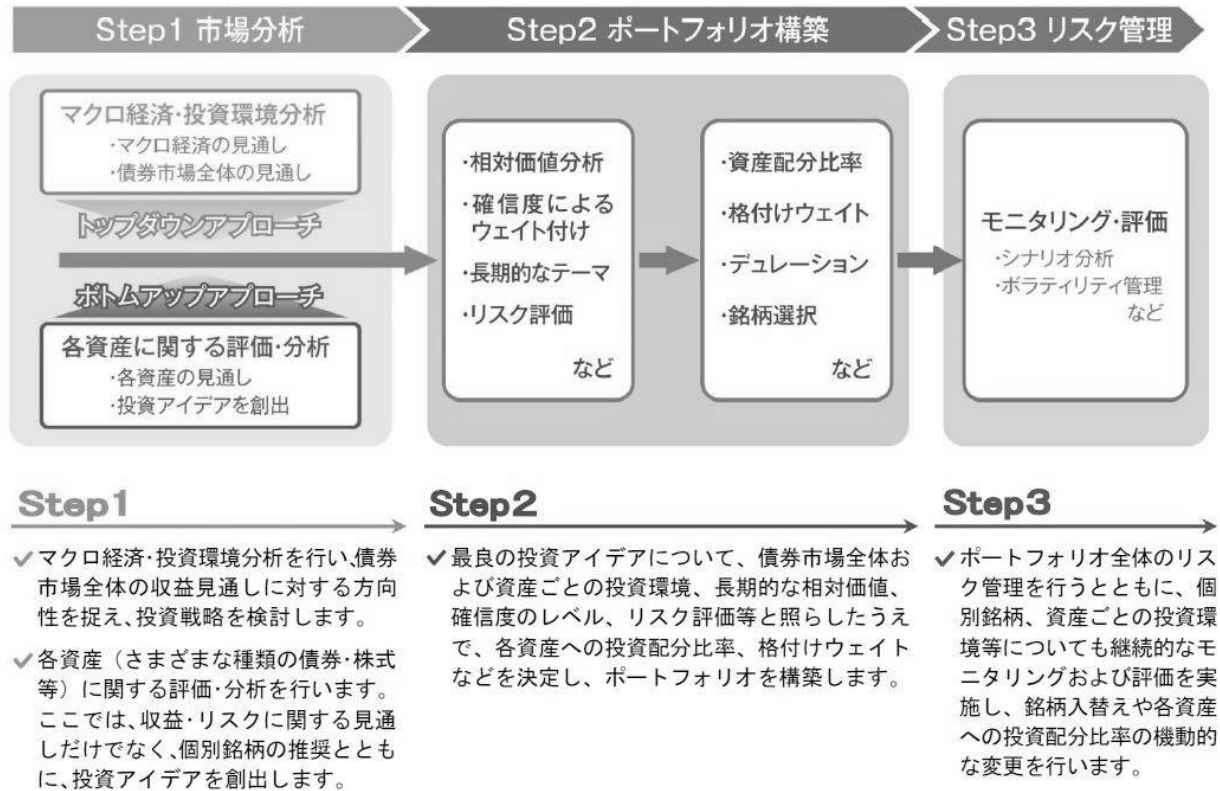 Step1 市場分析
Step2 ポートフォリオ構築
Step3 リスク管理
マクロ経済・投資環境分析
・マクロ経済の見通し
・債券市場全体の見通し
トップダウンアプローチ
ボトムアップアプローチ
各資産に関する評価・分析
・各資産の見通し
・投資アイデアを創出
・相対価値分析
・確信度による
ウェイト付け
・長期的なテーマ
・リスク評価
など
・資産配分比率
・格付けウェイト
・デュレーション
・銘柄選択
など
モニタリング・評価
・シナリオ分析
・ボラティリティ管理
など
Step1
✓マクロ経済・投資環境分析を行い、債券
市場全体の収益見通しに対する方向
性を捉え、投資戦略を検討します。
✓各資産（さまざまな種類の債券・株式
等）に関する評価・分析を行います。
ここでは、収益・リスクに関する見通
しだけでなく、個別銘柄の推奨ととも
に、投資アイデアを創出します。
Step2
✓最良の投資アイデアについて、債券市場全体お
よび資産ごとの投資環境、長期的な相対価値、
確信度のレベル、リスク評価等と照らしたうえ
で、各資産への投資配分比率、格付けウェイト
などを決定し、ポートフォリオを構築します。
Step3
✓ポートフォリオ全体のリス
ク管理を行うとともに、個
別銘柄、資産ごとの投資環
境等についても継続的なモ
ニタリングおよび評価を実
施し、銘柄入替えや各資産
への投資配分比率の機動的
な変更を行います。